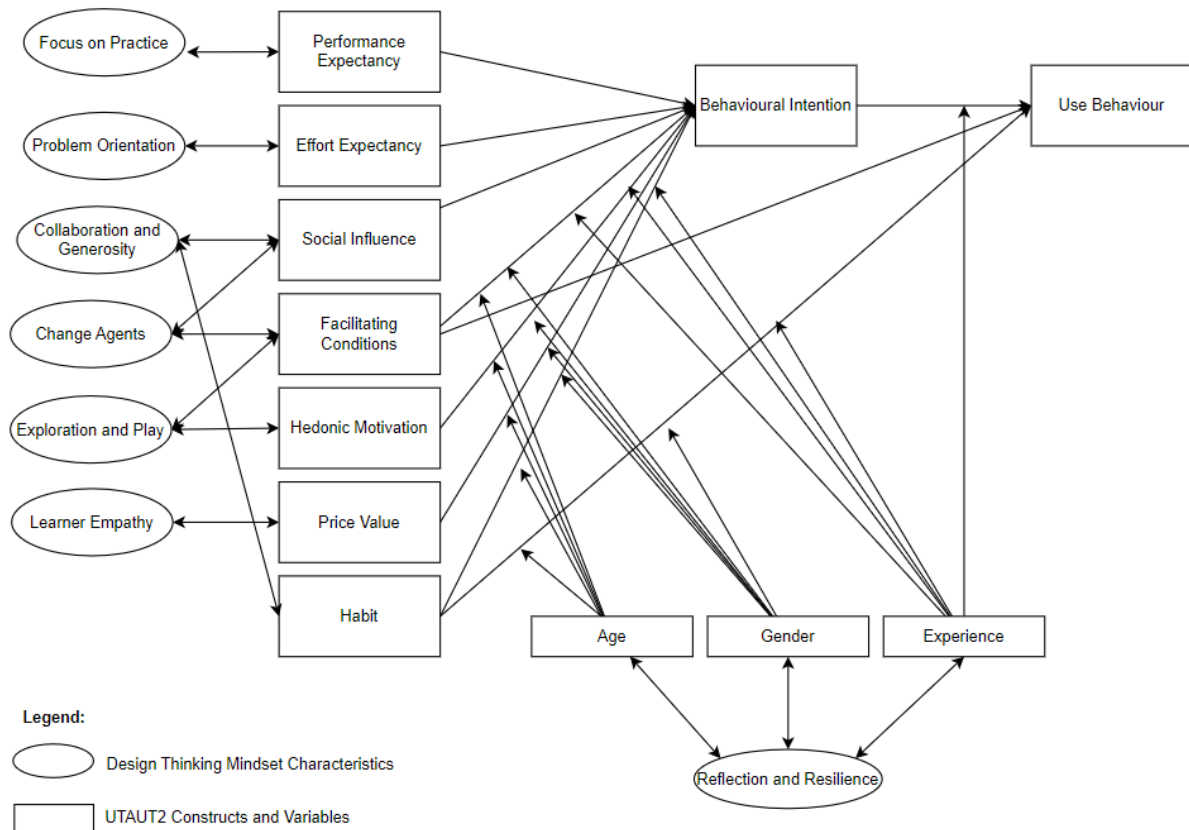 Focus on Practice
Performance
Expectancy
Behavioural Intention
Use Behaviour
Problem Orientation
Effort Expectancy
Collaboration and
Generosity
Social Influence
Change Agents
Facilitating
Conditions
Exploration and Play
Hedonic Motivation
Learner Empathy
Price Value
Habit
Age
Gender
Experience
Reflection and Resilience
Legend:
Design Thinking Mindset Characteristics
UTAUT2 Constructs and Variables